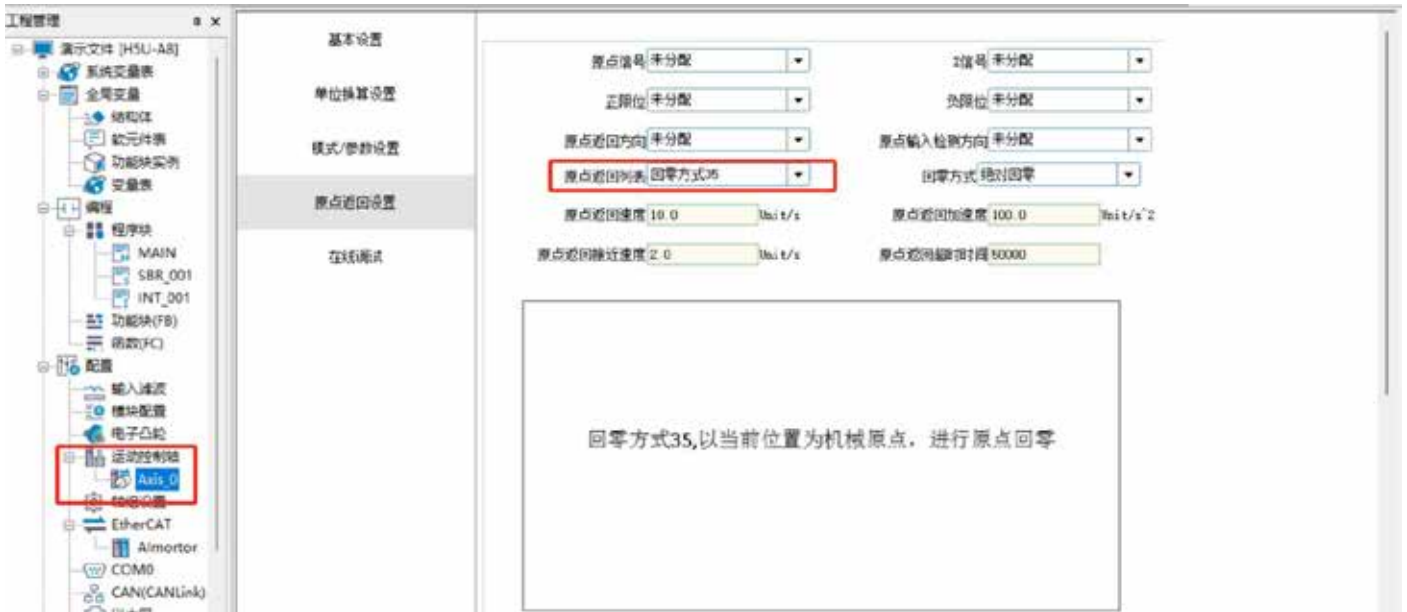 工程管理
演示文件 [H5U-A8]
系统变量表
全局变量
结构体
软元件表
功能块实例
变量表
编程
程序块
MAIN
SBR_001
INT_001
功能块(FB)
函数(FC)
配置
输入滤波
模块配置
电子凸轮
运动控制轴
Axis_0
轴组设置
EtherCAT
Aimortor
COM0
CAN(CANLink)
基本设置
单位换算设置
模式/参数设置
原点返回设置
在线调试
原点信号 未分配 Z信号 未分配
正限位 未分配 负限位 未分配
原点返回方向 未分配 原点输入检测方向 未分配
原点返回列表 回零方式35 回零方式 绝对回零
原点返回速度 10.0 Unit/s 原点返回加速度 100.0 Unit/s^2
原点返回接近速度 2.0 Unit/s 原点返回超时时间 50000
回零方式35,以当前位置为机械原点，进行原点回零